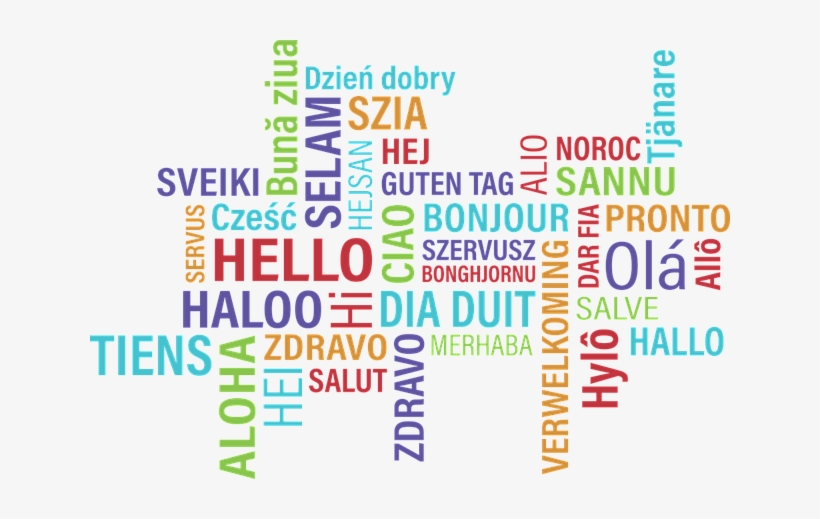 Bună ziua
Dzień dobry
Tjänare
SELAM
SZIA
HEJSAN
HEJ
ALIO
NOROC
SVEIKI
GUTEN TAG
SANNU
SERVUS
Cześć
CIAO
BONJOUR
DAR FIA
PRONTO
HELLO
SZERVUSZ
BONGHJORNU
VERWELKOMING
Olá
Allô
HALOO
Hi
DIA DUIT
SALVE
TIENS
ALOHA
ZDRAVO
ZDRAVO
MERHABA
Hylô
HALLO
HEI
SALUT